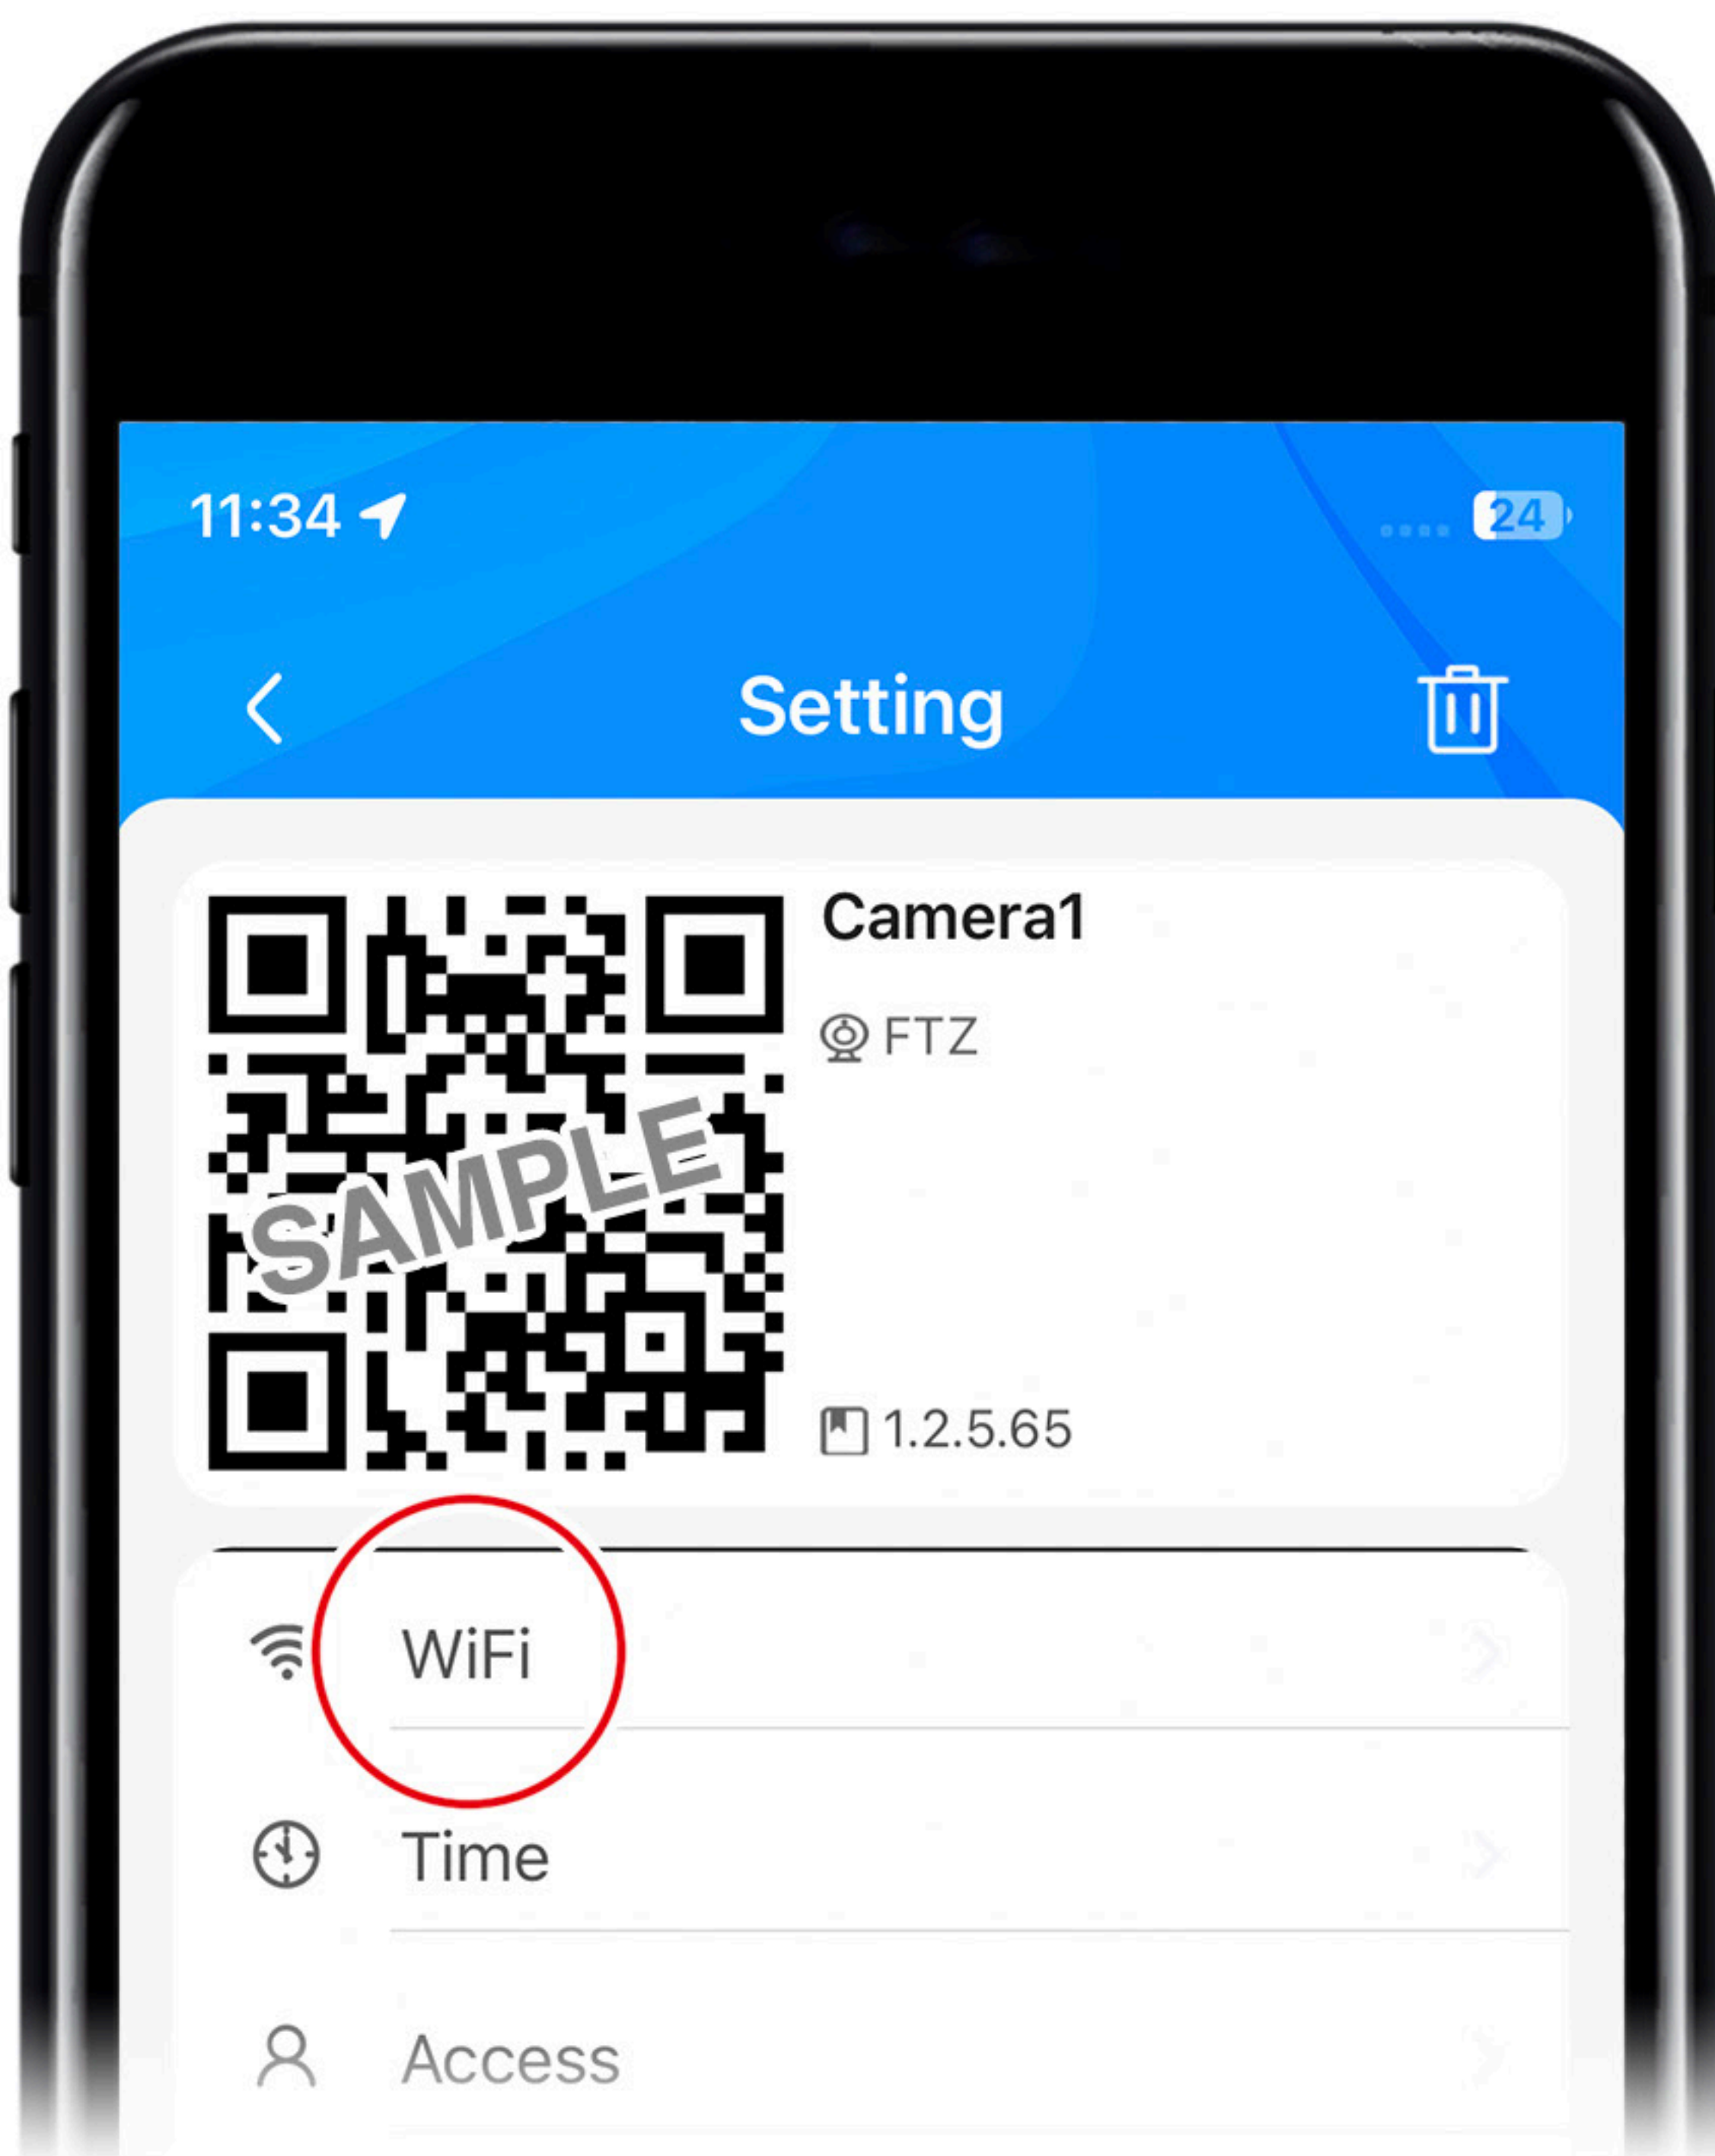 11:34
24
Setting
Camera1
FTZ
SAMPLE
1.2.5.65
WiFi
Time
Access